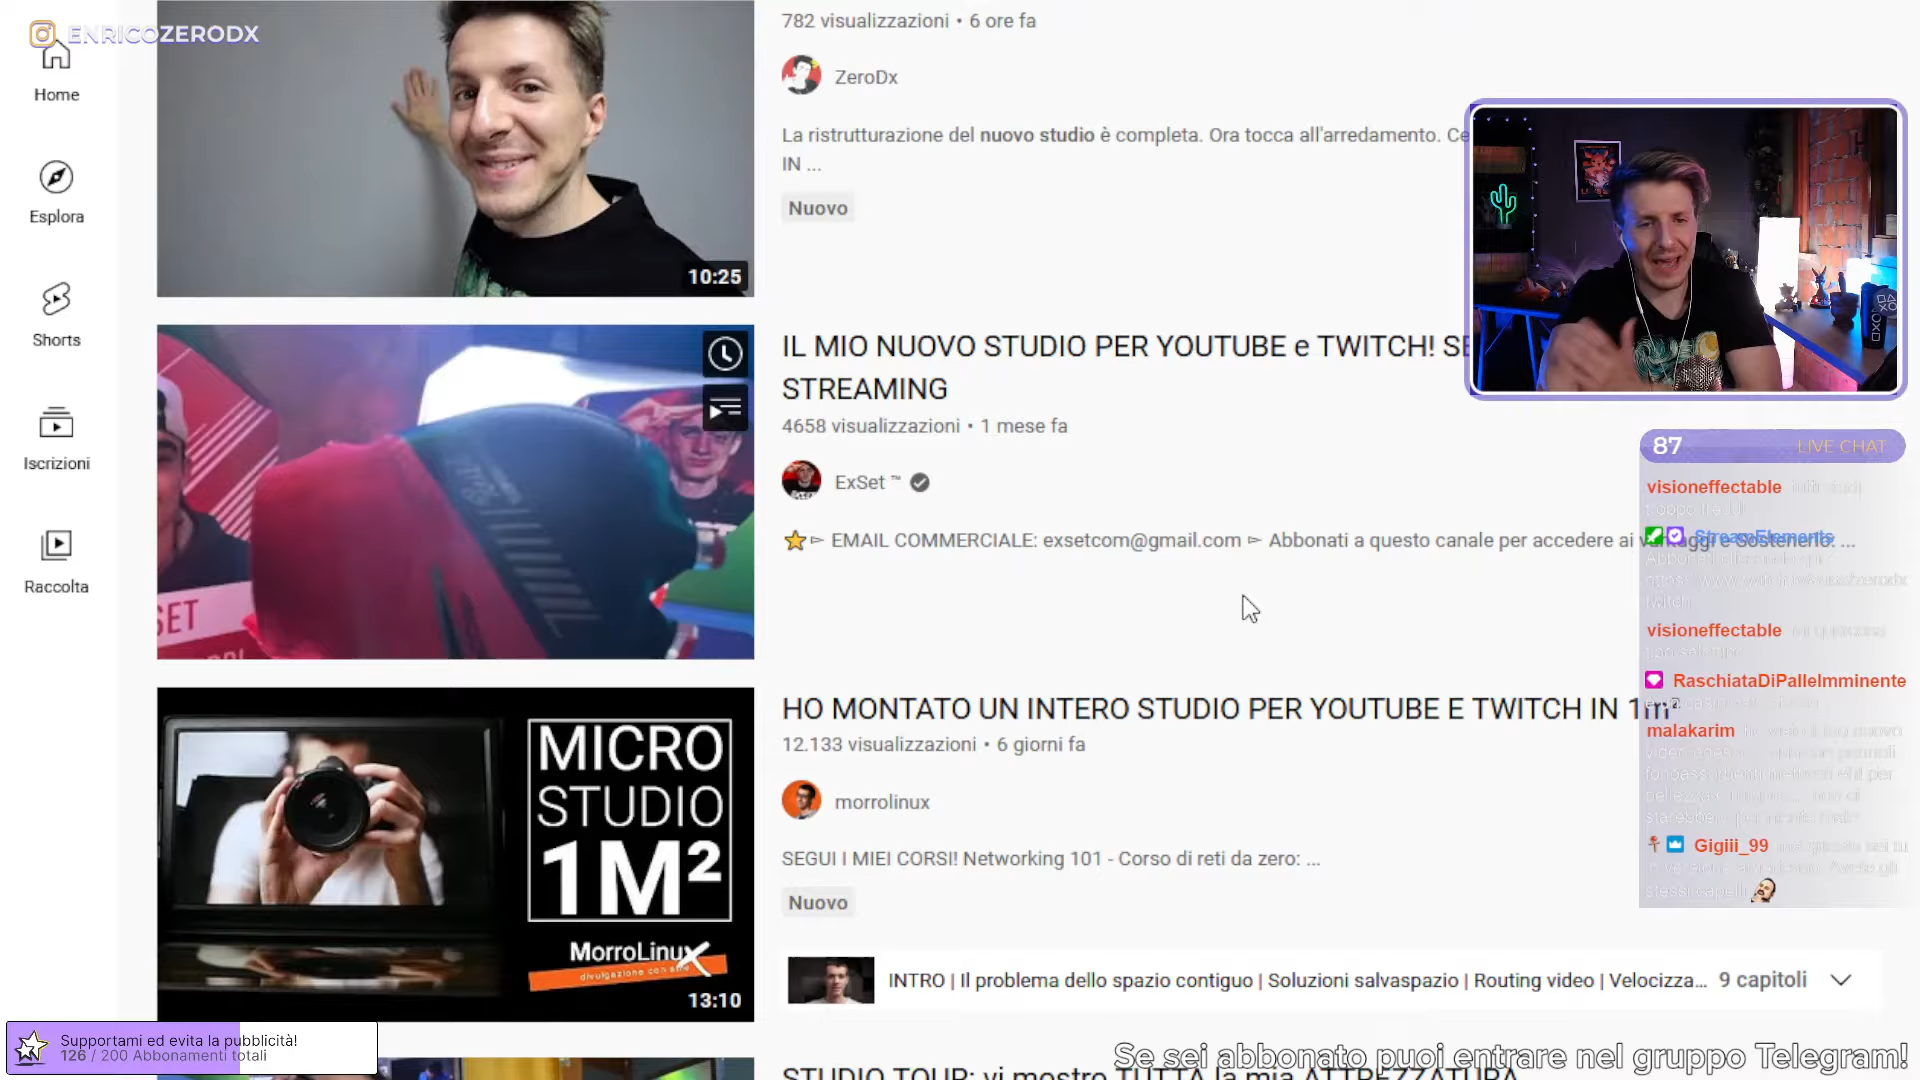 ENRICOZERODX
Home
Esplora
Shorts
Iscrizioni
Raccolta
10:25
782 visualizzazioni • 6 ore fa
ZeroDx
La ristrutturazione del nuovo studio è completa. Ora tocca all'arredamento.
IN ...
Nuovo
IL MIO NUOVO STUDIO PER YOUTUBE e TWITCH!
STREAMING
4658 visualizzazioni • 1 mese fa
ExSet ™
EMAIL COMMERCIALE: exsetcom@gmail.com ▻ Abbonati a questo canale per accedere ai vantaggi e Sostenerlo: ...
HO MONTATO UN INTERO STUDIO PER YOUTUBE E TWITCH IN 1m²
12.133 visualizzazioni • 6 giorni fa
morrolinux
SEGUI I MIEI CORSI! Networking 101 - Corso di reti da zero: ...
Nuovo
INTRO | Il problema dello spazio contiguo | Soluzioni salvaspazio | Routing video | Velocizza... 9 capitoli
MICRO
STUDIO
1M²
MorroLinux
13:10
STUDIO TOUR: vi mostro TUTTA la mia ATTREZZATURA
87 LIVE CHAT
visioneffectable
StreamElements
visioneffectable
RaschiataDiPalleImminente
malakarim
Gigiii_99
stessi capelli
Supportami ed evita la pubblicità!
126 / 200 Abbonamenti totali
Se sei abbonato puoi entrare nel gruppo Telegram!